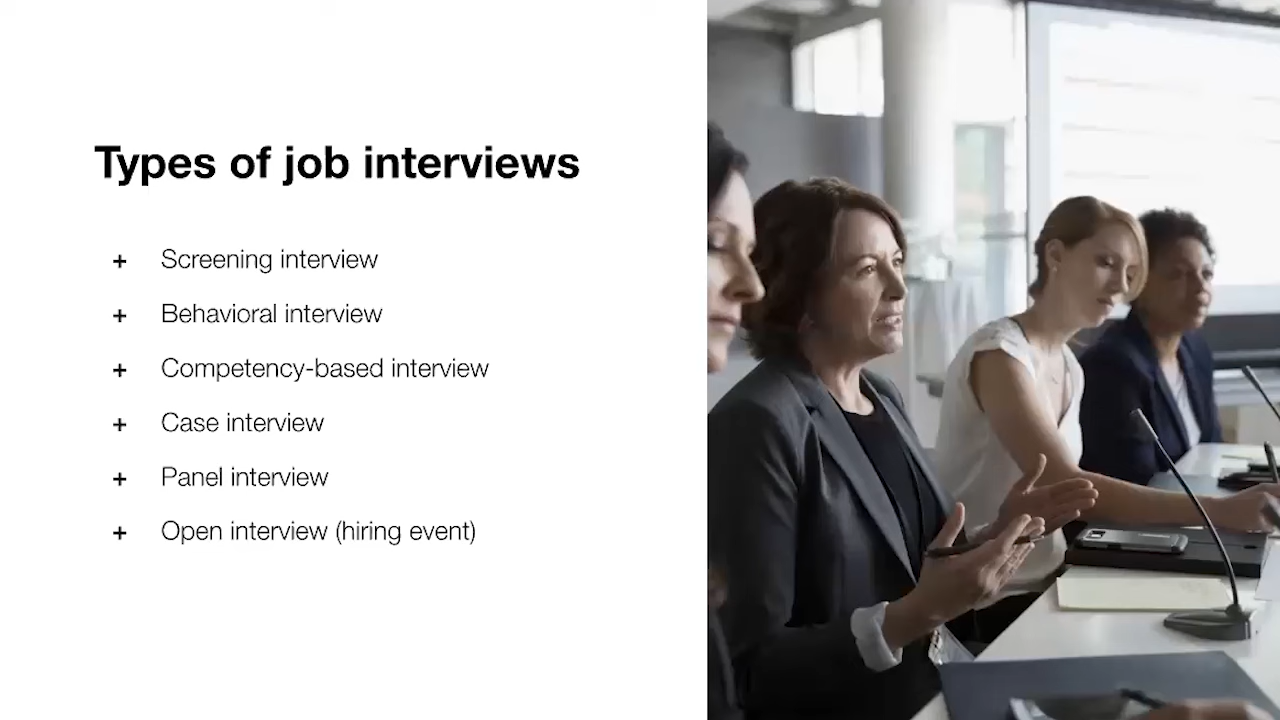 Types of job interviews
+ Screening interview
+ Behavioral interview
+ Competency-based interview
+ Case interview
+ Panel interview
+ Open interview (hiring event)